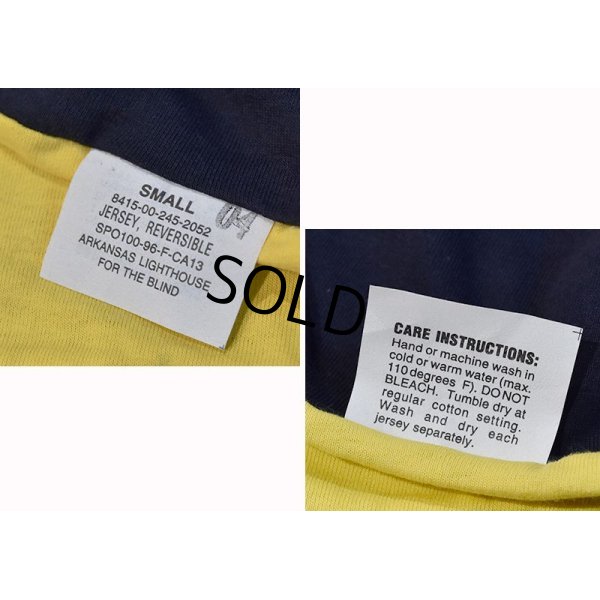 SMALL
8415-00-245-2052
JERSEY, REVERSIBLE
SPO100-96-F-CA13
ARKANSAS LIGHTHOUSE
FOR THE BLIND
04
SOLD
CARE INSTRUCTIONS:
Hand or machine wash in
cold or warm water (max.
110 degrees F). DO NOT
BLEACH. Tumble dry at
regular cotton setting.
Wash and dry each
jersey separately.